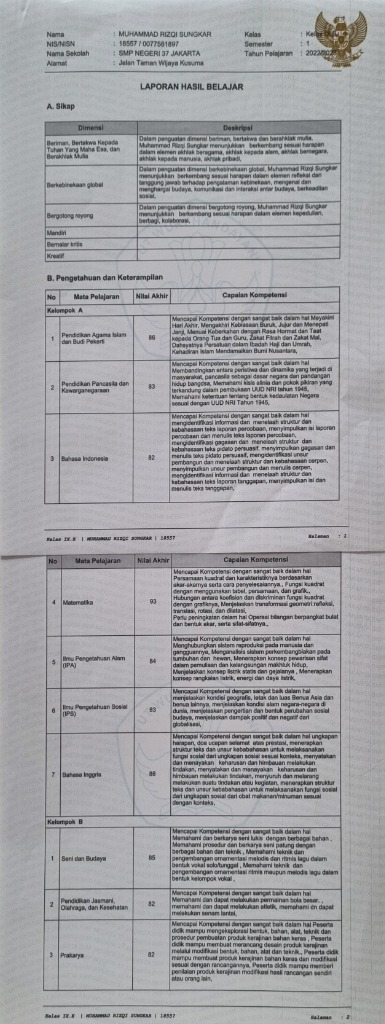 Nama : MUHAMMAD RIZQI SUNGKAR
NIS/NISN : 18557 / 0077561897
Nama Sekolah : SMP NEGERI 37 JAKARTA
Alamat : Jalan Taman Wijaya Kusuma
Kelas
Semester : 1
Tahun Pelajaran
LAPORAN HASIL BELAJAR
A. Sikap
Dimensi Deskripsi
Beriman, Bertakwa Kepada Tuhan Yang Maha Esa, dan Berakhlak Mulia
Dalam penguatan dimensi beriman, bertakwa dan berakhlak mulia,
Muhammad Rizqi Sungkar menunjukkan berkembang sesuai harapan
dalam elemen akhlak beragama, akhlak kepada alam, akhlak bernegara,
akhlak kepada manusia, akhlak pribadi,
Berkebinekaan global
Dalam penguatan dimensi berkebinekaan global, Muhammad Rizqi Sungkar
menunjukkan berkembang sesuai harapan dalam elemen refleksi dan
tanggung jawab terhadap pengalaman kebinekaan, mengenal dan
menghargai budaya, komunikasi dan interaksi antar budaya, berkeadilan
sosial,
Bergotong royong
Dalam penguatan dimensi bergotong royong, Muhammad Rizqi Sungkar
menunjukkan berkembang sesuai harapan dalam elemen kepedulian,
berbagi, kolaborasi,
Mandiri
Bernalar kritis
Kreatif
B. Pengetahuan dan Keterampilan
No Mata Pelajaran Nilai Akhir Capaian Kompetensi
Kelompok A
1 Pendidikan Agama Islam dan Budi Pekerti
Mencapai Kompetensi dengan sangat baik dalam hal Meyakini
Hari Akhir, Mengakhiri Kebiasaan Buruk, Jujur dan Menepati
Janji, Menuai Keberkahan dengan Rasa Hormat dan Taat
kepada Orang Tua dan Guru, Zakat Fitrah dan Zakat Mal,
Dahsyatnya Persatuan dalam Ibadah Haji dan Umrah,
Kehadiran Islam Mendamaikan Bumi Nusantara,
2 Pendidikan Pancasila dan Kewarganegaraan 83
Mencapai Kompetensi dengan sangat baik dalam hal
Membandingkan antara peristiwa dan dinamika yang terjadi di
masyarakat, pancasila sebagai dasar negara dan pandangan
hidup bangdsa, Memahami kisis alinia dan pokok pikiran yang
terkandung dalam pembukaan UUD NRI tahun 1945,
Memahami ketentuan tentang bentuk kedaulatan Negara
sesuai dengan UUD NRI Tahun 1945,
3 Bahasa Indonesia 82
Mencapai Kompetensi dengan sangat baik dalam hal
mengidentifikasi informasi dan menelaah struktur dan
kebahasaan teks laporan percobaan, menyimpulkan isi laporan
percobaan dan menulis teks laporan percobaan,
mengidentifikasi gagasan dan menelaah struktur dan
kebahasaan teks pidato persuasif, menyimpulkan gagasan dan
menulis teks pidato persuasif, mengidentifikasi unsur
pembangun dan menelaah struktur dan kebahasaan cerpen,
menyimpulkan unsur pembangun dan menulis cerpen,
mengidentifikasi informasi dan menelaah struktur dan
kebahasaan teks laporan tanggapan, menyimpulkan isi dan
menulis teks tanggapan,
Kelas IX.E | MUHAMMAD RIZQI SUNGKAR | 18557 Halaman : 1
No Mata Pelajaran Nilai Akhir Capaian Kompetensi
4 Matematika 93
Mencapai Kompetensi dengan sangat baik dalam hal
Persamaan kuadrat dan karakteristiknya berdasarkan
akar-akarnya serta cara penyelesaiannya., Fungsi kuadrat
dengan menggunakan tabel, persamaan, dan grafik.,
Hubungan antara koefisien dan diskriminan fungsi kuadrat
dengan grafiknya, Menjelaskan transformasi geometri refleksi,
translasi, rotasi, dan dilatasi,
Perlu peningkatan dalam hal Operasi bilangan berpangkat bulat
dan bentuk akar, serta sifat-sifatnya.,
5 Ilmu Pengetahuan Alam (IPA) 84
Mencapai Kompetensi dengan sangat baik dalam hal
Menghubungkan sistem reproduksi pada manusia dan
gangguannya, Menganalisis sistem perkembangbiakan pada
tumbuhan dan hewan, Menerapkan konsep pewarisan sifat
dalam pemuliaan dan kelangsungan makhluk hidup,
Menjelaskan konsep listrik statis dan gejalanya , Menerapkan
konsep rangkaian listrik, energi dan daya listrik,
6 Ilmu Pengetahuan Sosial (IPS) 83
Mencapai Kompetensi dengan sangat baik dalam hal
menjelaskan kondisi geografis, letak dan luas Benua Asia dan
benua lainnya, menjelaskan kondisi alam negara-negara di
dunia, menjelaskan pengertian dan bentuk perubahan sosial
budaya, menjelaskan dampak positif dan negatif dari
globalisasi,
7 Bahasa Inggris
Mencapai Kompetensi dengan sangat baik dalam hal ungkapan
harapan, doa ucapan selamat atas prestasi, menerapkan
struktur teks dan unsur kebahasaan untuk melaksanakan
fungsi sosial dari ungkapan sosial sesuai konteks, menyatakan
dan menayakan keharusan dan himbauan melakukan
tindakan, menyatakan dan menayakan keharusan dan
himbauan melakukan tindakan, menyuruh dan melarang
melakukan suatu tindakan atau kegiatan, menerapkan struktur
teks dan unsur kebahasaan untuk melaksanakan fungsi sosial
dari ungkapan sosial dari obat makanan/minuman sesuai
dengan konteks,
Kelompok B
1 Seni dan Budaya 85
Mencapai Kompetensi dengan sangat baik dalam hal
Memahami dan berkarya seni lukis dengan berbagai bahan ,
Memahami prosedur dan berkarya seni patung dengan
berbagai bahan dan teknik , Memahami teknik dan
pengembangan ornamentasi melodis dan ritmis lagu dalam
bentuk vokal solo/tunggal , Memahami teknik dan
pengembangan ornamentasi ritmis maupun melodis lagu dalam
bentuk kelompok vokal ,
2 Pendidikan Jasmani, Olahraga, dan Kesehatan 82
Mencapai Kompetensi dengan sangat baik dalam hal
Memahami dan dapat melakukan permainan bola besar. ,
Memahami dan dapat melakukan atletik, memahami dn dapat
melakukan senam lantai,
3 Prakarya 82
Mencapai Kompetensi dengan sangat baik dalam hal Peserta
didik mampu mengeksplorasi bentuk, bahan, alat, teknik dan
prosedur pembuatan produk kerajinan bahan keras , Peserta
didik mampu membuat merancang desain produk kerajinan
melalui modifikasi bentuk, bahan, alat dan teknik., Peserta didik
mampu membuat produk kerajinan bahan keras dan modifikasi
sesuai dengan rancangannya, Peserta didik mampu memberi
penilaian produk kerajinan modifikasi hasil rancangan sendiri
atau orang lain,
Kelas IX.E | MUHAMMAD RIZQI SUNGKAR | 18557 Halaman : 2